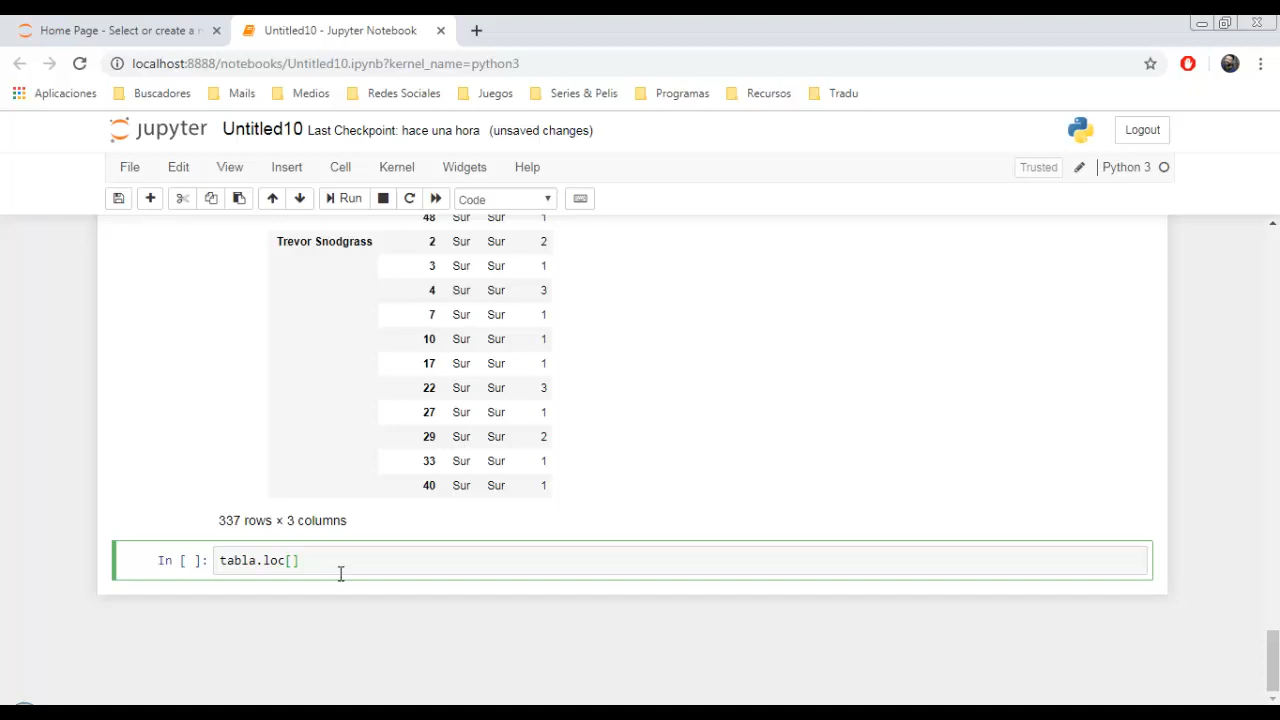 Home Page - Select or create a n
Untitled10 - Jupyter Notebook
localhost:8888/notebooks/Untitled10.ipynb?kernel_name=python3
Aplicaciones Buscadores Mails Medios Redes Sociales Juegos Series & Pelis Programas Recursos Tradu
jupyter Untitled10 Last Checkpoint: hace una hora (unsaved changes) Logout
File Edit View Insert Cell Kernel Widgets Help Trusted Python 3
Run Code
48 Sur Sur 1
Trevor Snodgrass 2 Sur Sur 2
3 Sur Sur 1
4 Sur Sur 3
7 Sur Sur 1
10 Sur Sur 1
17 Sur Sur 1
22 Sur Sur 3
27 Sur Sur 1
29 Sur Sur 2
33 Sur Sur 1
40 Sur Sur 1
337 rows × 3 columns
In [ ]: tabla.loc[]